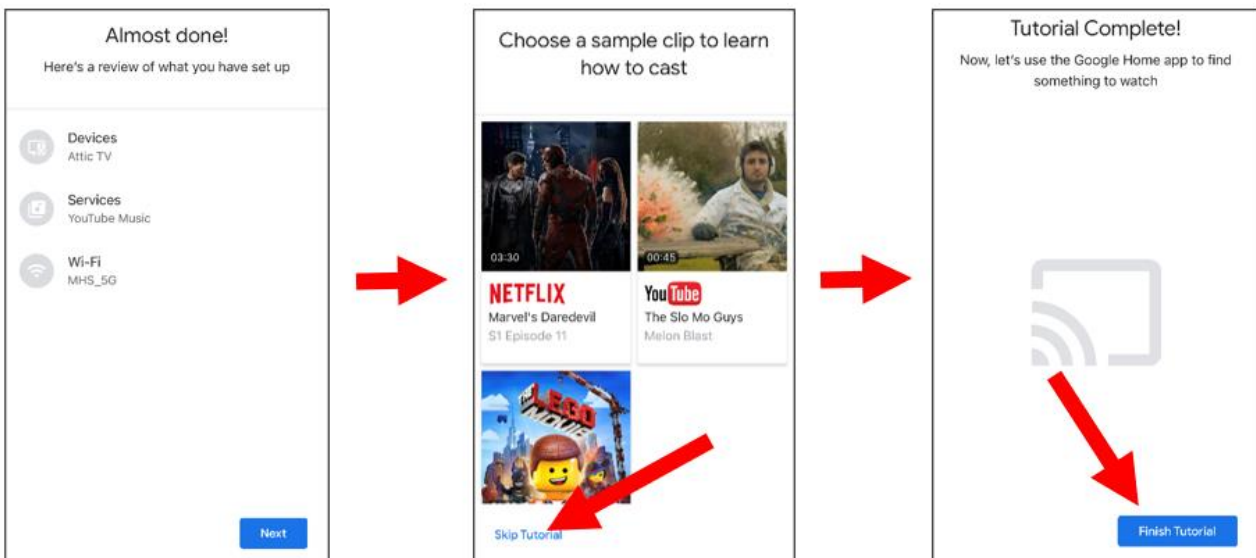 Almost done!
Here's a review of what you have set up
Devices
Attic TV
Services
YouTube Music
Wi-Fi
MHS_5G
Next
Choose a sample clip to learn
how to cast
03:30
NETFLIX
Marvel's Daredevil
S1 Episode 11
00:45
YouTube
The Slo Mo Guys
Melon Blast
THE
LEGO
MOVIE
Skip Tutorial
Tutorial Complete!
Now, let's use the Google Home app to find
something to watch
Finish Tutorial